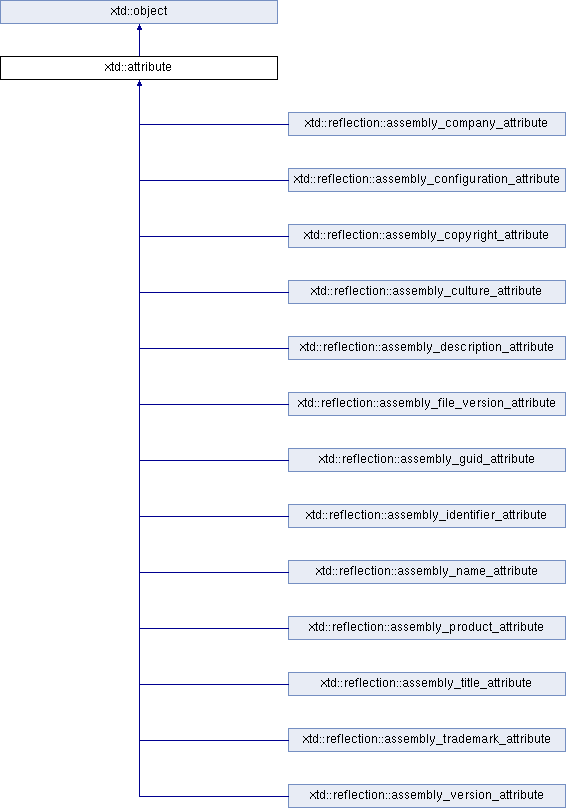 xtd::object
xtd::attribute
xtd::reflection::assembly_company_attribute
xtd::reflection::assembly_configuration_attribute
xtd::reflection::assembly_copyright_attribute
xtd::reflection::assembly_culture_attribute
xtd::reflection::assembly_description_attribute
xtd::reflection::assembly_file_version_attribute
xtd::reflection::assembly_guid_attribute
xtd::reflection::assembly_identifier_attribute
xtd::reflection::assembly_name_attribute
xtd::reflection::assembly_product_attribute
xtd::reflection::assembly_title_attribute
xtd::reflection::assembly_trademark_attribute
xtd::reflection::assembly_version_attribute